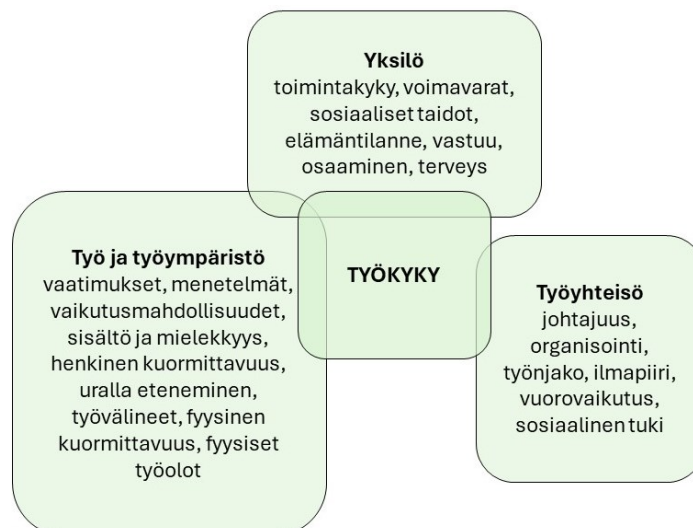 Yksilö
toimintakyky, voimavarat,
sosiaaliset taidot,
elämäntilanne, vastuu,
osaaminen, terveys
Työ ja työympäristö
vaatimukset, menetelmät,
vaikutusmahdollisuudet,
sisältö ja mielekkyys,
henkinen kuormittavuus,
uralla eteneminen,
työvälineet, fyysinen
kuormittavuus, fyysiset
työolot
TYÖKYKY
Työyhteisö
johtajuus,
organisointi,
työnjako, ilmapiiri,
vuorovaikutus,
sosiaalinen tuki